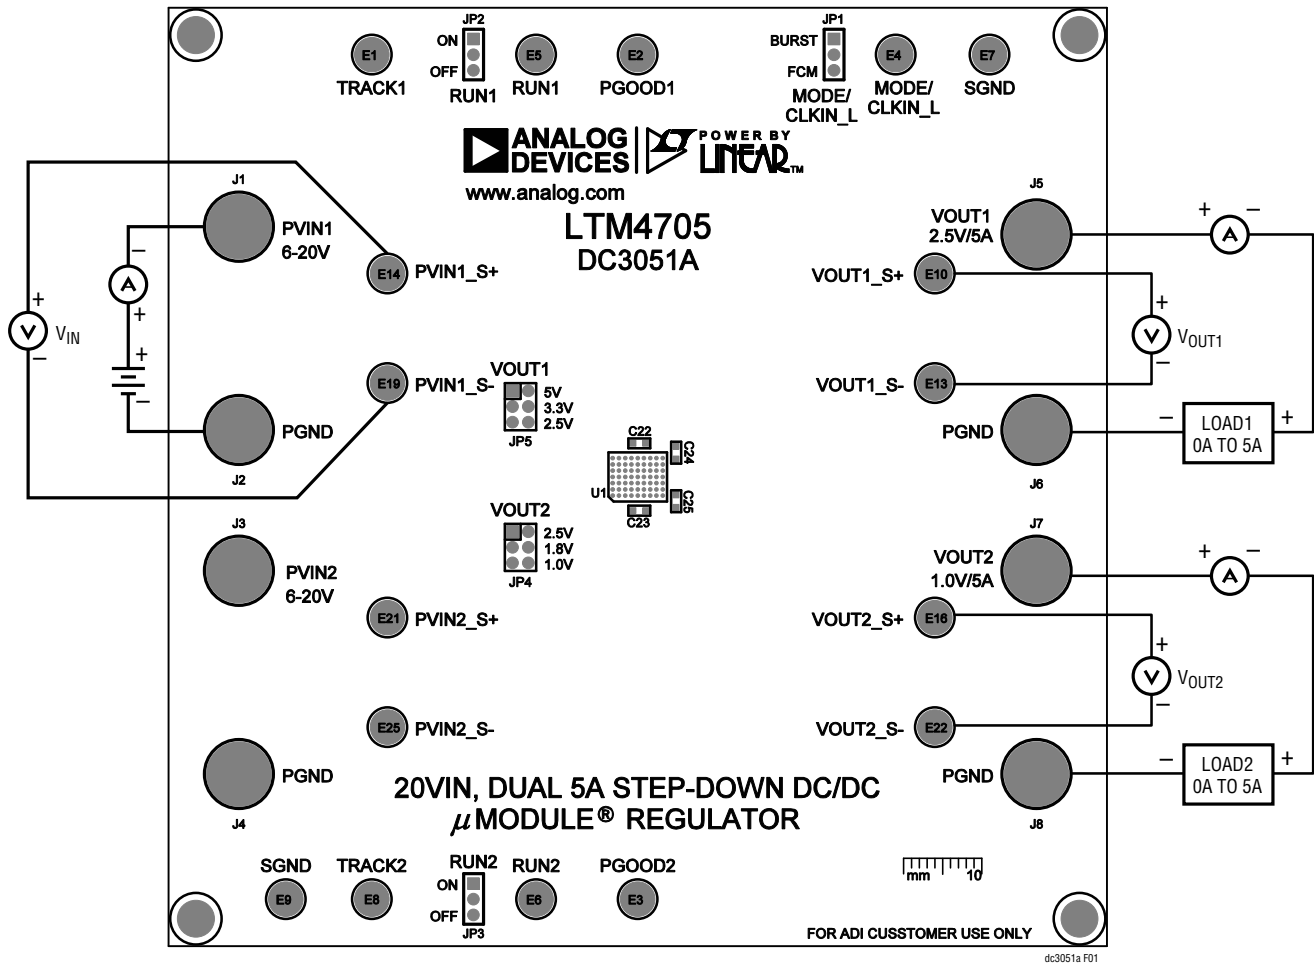 JP2
JP1
ON
OFF
BURST
FCM
E1
E5
E2
E4
E7
TRACK1
RUN1
RUN1
PGOOD1
MODE/
CLKIN_L
MODE/
CLKIN_L
SGND
ANALOG
DEVICES
POWER BY
LINEAR™
www.analog.com
LTM4705
DC3051A
J1
PVIN1
6-20V
J5
VOUT1
2.5V/5A
+ A −
− A +
E14 PVIN1_S+
VOUT1_S+ E10
+ V −
VIN
+ −
+ V −
VOUT1
E19 PVIN1_S-
VOUT1_S- E13
VOUT1
5V
3.3V
2.5V
JP5
PGND
J2
PGND
J6
− LOAD1 +
0A TO 5A
C22
C24
U1
C25
C23
VOUT2
2.5V
1.8V
1.0V
JP4
J3
PVIN2
6-20V
J7
VOUT2
1.0V/5A
+ A −
E21 PVIN2_S+
VOUT2_S+ E16
+ V −
VOUT2
E25 PVIN2_S-
VOUT2_S- E22
PGND
J4
PGND
J8
− LOAD2 +
0A TO 5A
20VIN, DUAL 5A STEP-DOWN DC/DC
µMODULE® REGULATOR
SGND
TRACK2
RUN2
RUN2
PGOOD2
E9
E8
ON
OFF
JP3
E6
E3
mm 10
FOR ADI CUSSTOMER USE ONLY
dc3051a F01